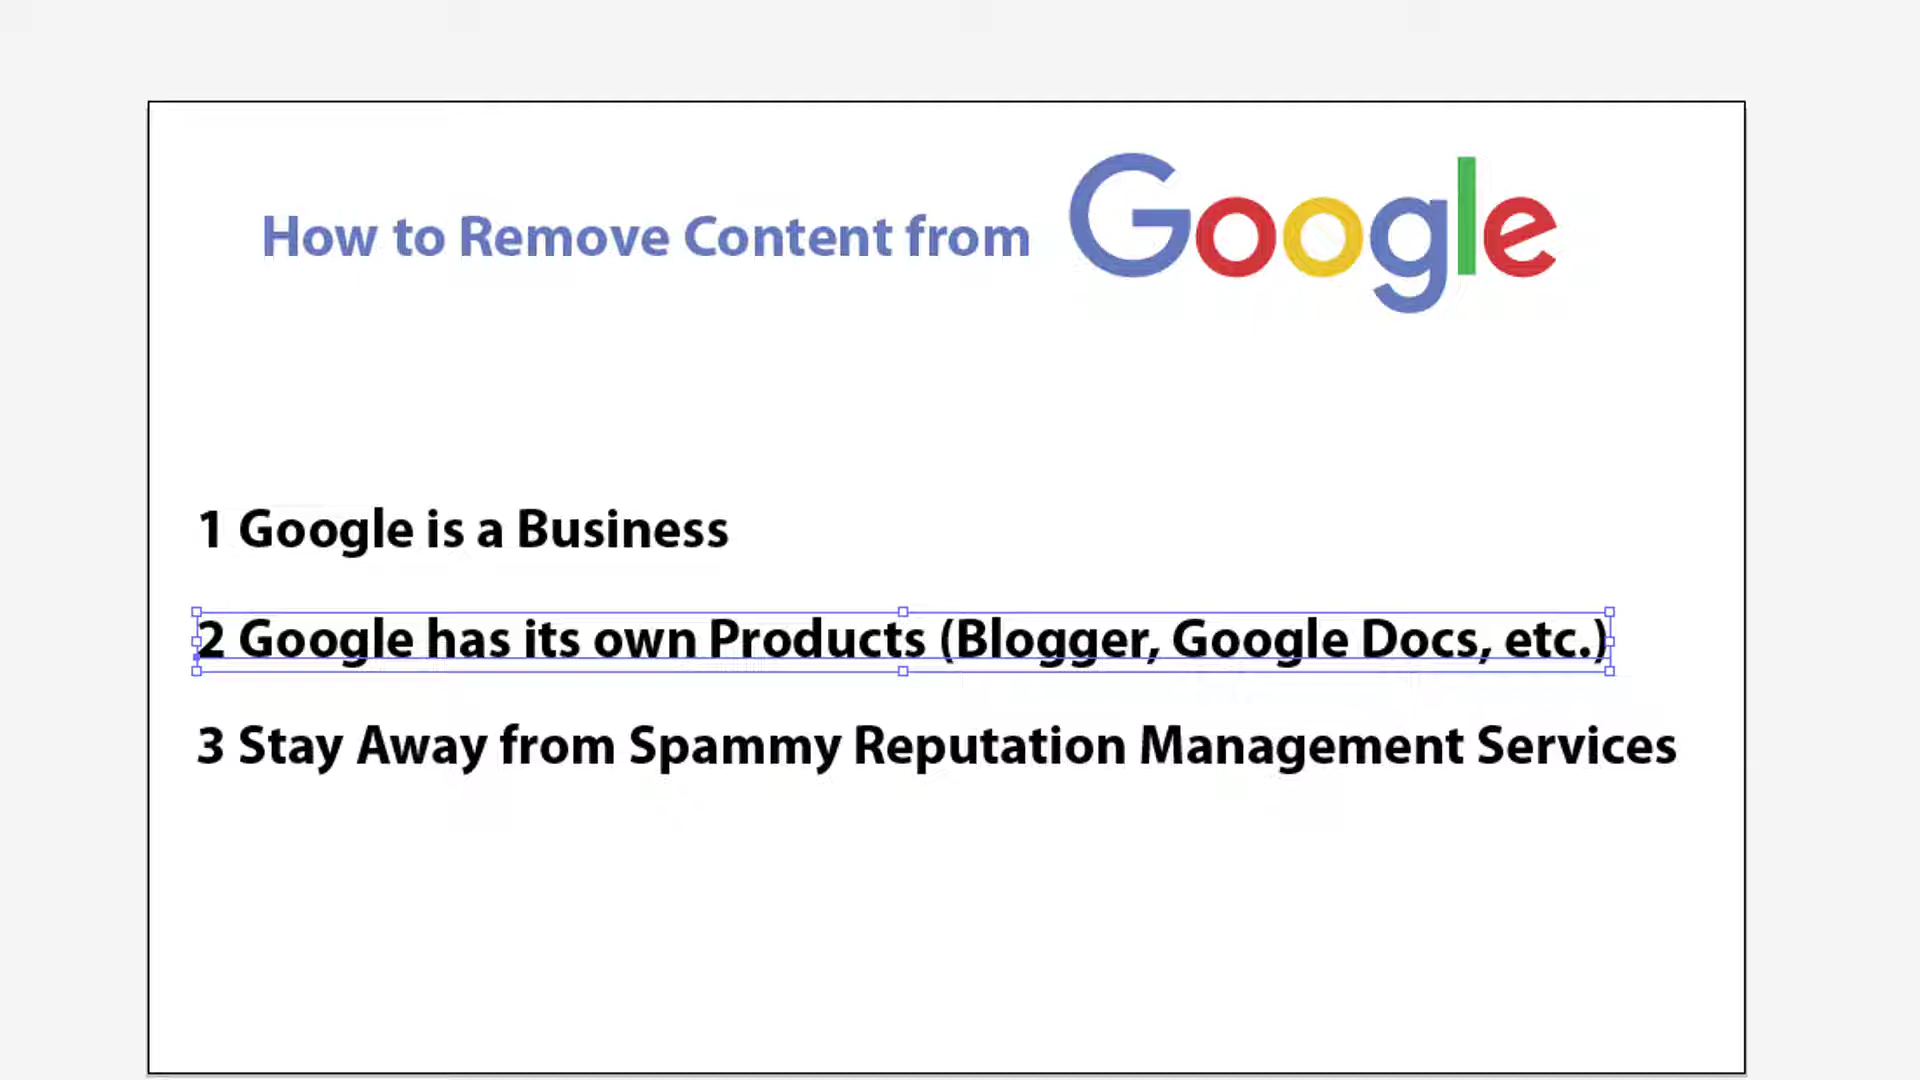 How to Remove Content from Google
1 Google is a Business
2 Google has its own Products (Blogger, Google Docs, etc.)
3 Stay Away from Spammy Reputation Management Services